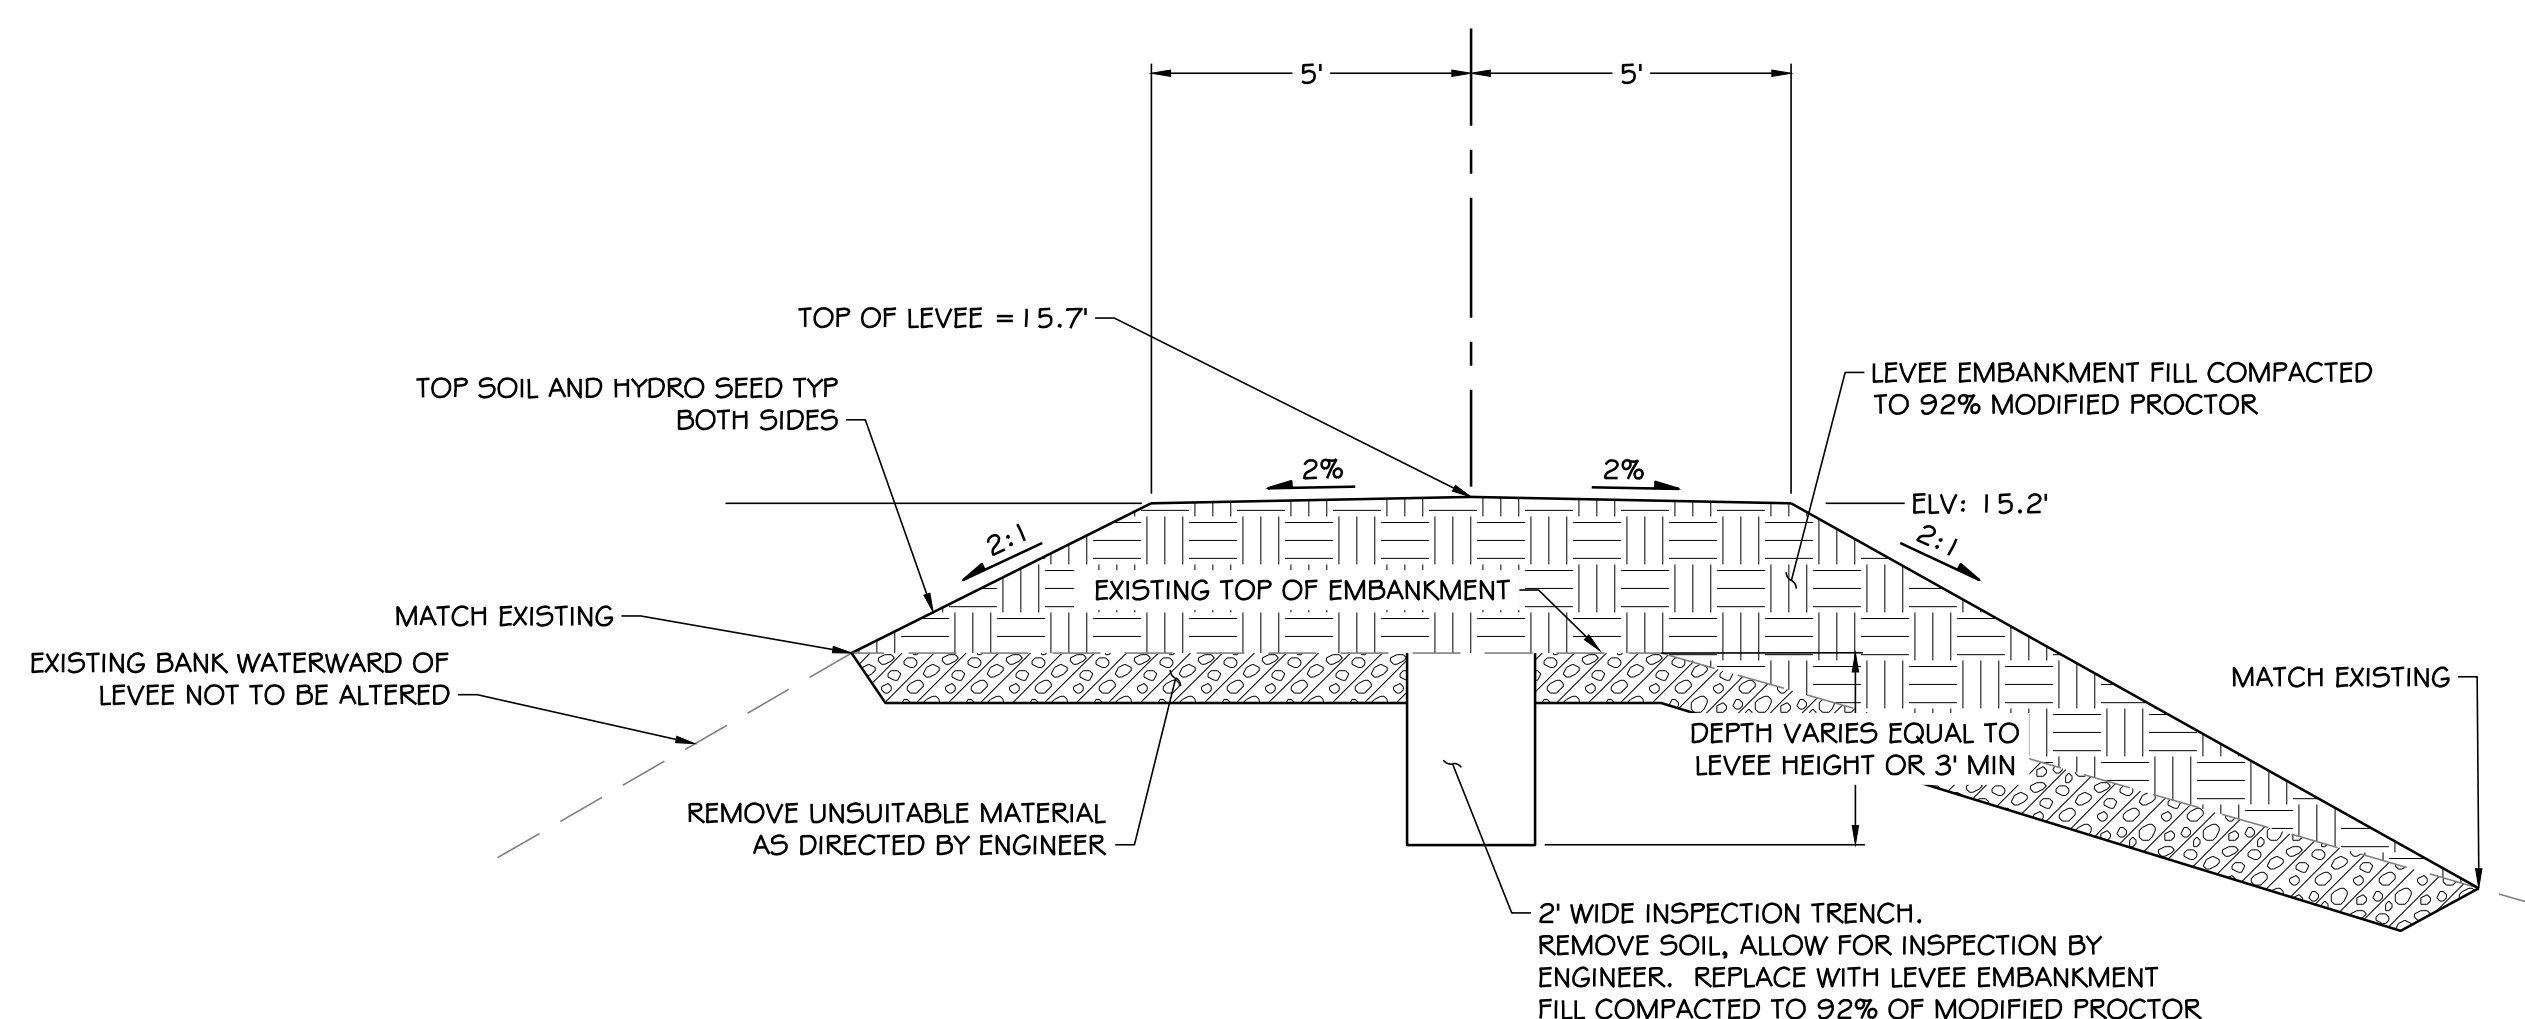 5'
5'
TOP OF LEVEE = 15.7'
TOP SOIL AND HYDRO SEED TYP
BOTH SIDES
LEVEE EMBANKMENT FILL COMPACTED
TO 92% MODIFIED PROCTOR
2%
2%
ELV: 15.2'
2:1
2:1
EXISTING TOP OF EMBANKMENT
MATCH EXISTING
EXISTING BANK WATERWARD OF
LEVEE NOT TO BE ALTERED
MATCH EXISTING
DEPTH VARIES EQUAL TO
LEVEE HEIGHT OR 3' MIN
REMOVE UNSUITABLE MATERIAL
AS DIRECTED BY ENGINEER
2' WIDE INSPECTION TRENCH.
REMOVE SOIL, ALLOW FOR INSPECTION BY
ENGINEER. REPLACE WITH LEVEE EMBANKMENT
FILL COMPACTED TO 92% OF MODIFIED PROCTOR